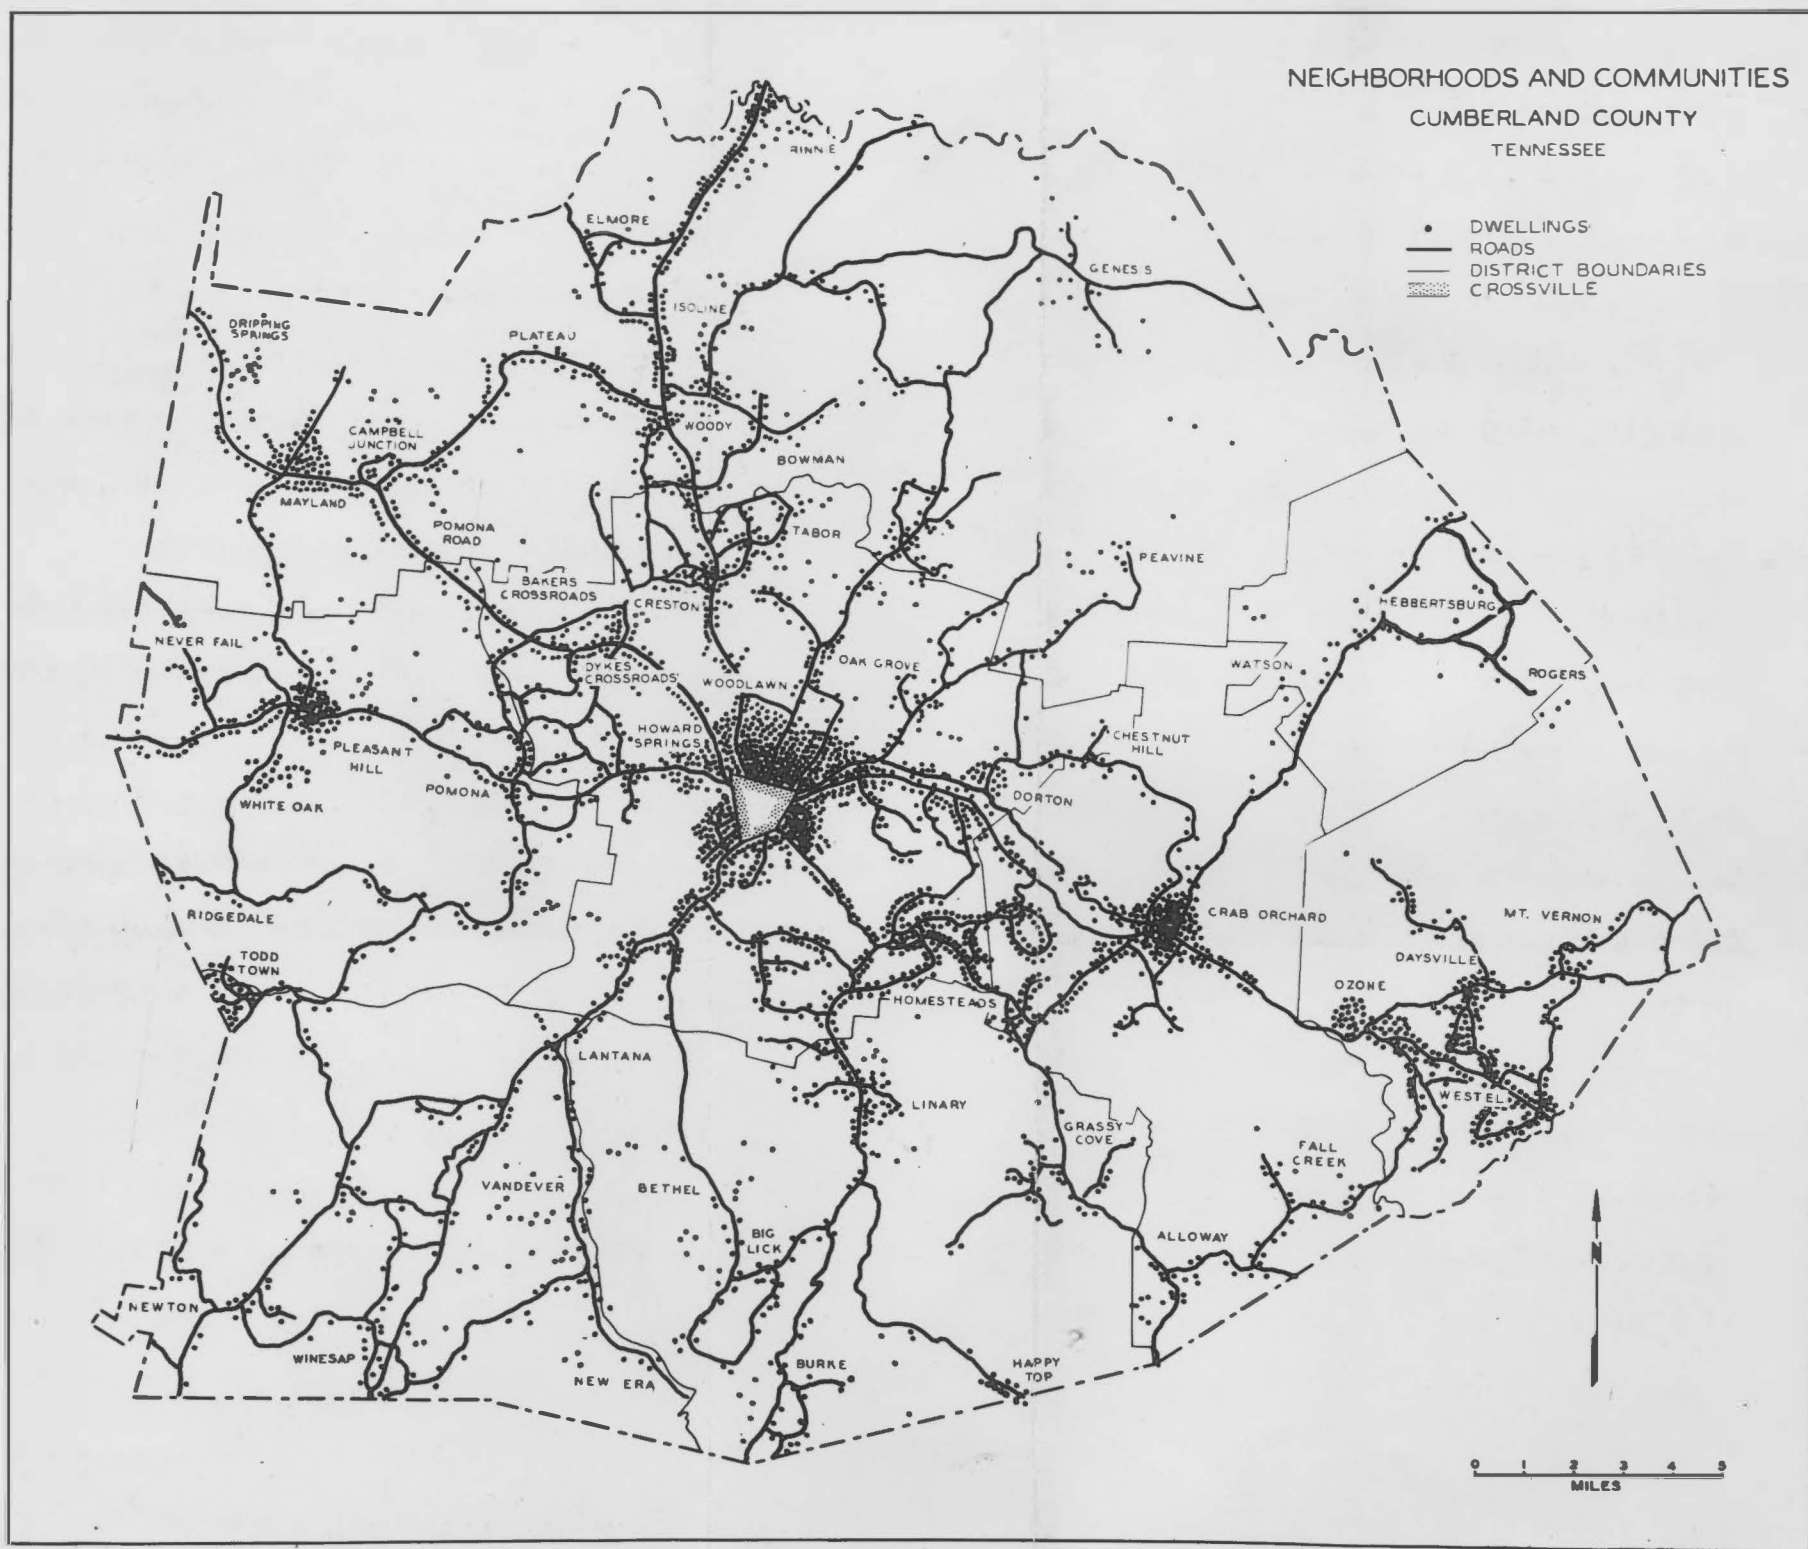 NEIGHBORHOODS AND COMMUNITIES
CUMBERLAND COUNTY
TENNESSEE
DWELLINGS
ROADS
DISTRICT BOUNDARIES
CROSSVILLE
RINNIE
ELMORE
GENESIS
ISOLINE
DRIPPING
SPRINGS
PLATEAU
CAMPBELL
JUNCTION
WOODY
BOWMAN
MAYLAND
POMONA
ROAD
TABOR
PEAVINE
BAKERS
CROSSROADS
CRESTON
HEBBERTSBURG
NEVER FAIL
DYKES
CROSSROADS
WOODLAWN
OAK GROVE
WATSON
ROGERS
HOWARD
SPRINGS
CHESTNUT
HILL
PLEASANT
HILL
POMONA
DORTON
WHITE OAK
RIDGEDALE
CRAB ORCHARD
MT. VERNON
TODD
TOWN
DAYSVILLE
OZONE
HOMESTEADS
LANTANA
LINARY
WESTEL
GRASSY
COVE
FALL
CREEK
VANDEVER
BETHEL
BIG
LICK
ALLOWAY
N
NEWTON
WINESAP
NEW ERA
BURKE
HAPPY
TOP
0 1 2 3 4 5
MILES